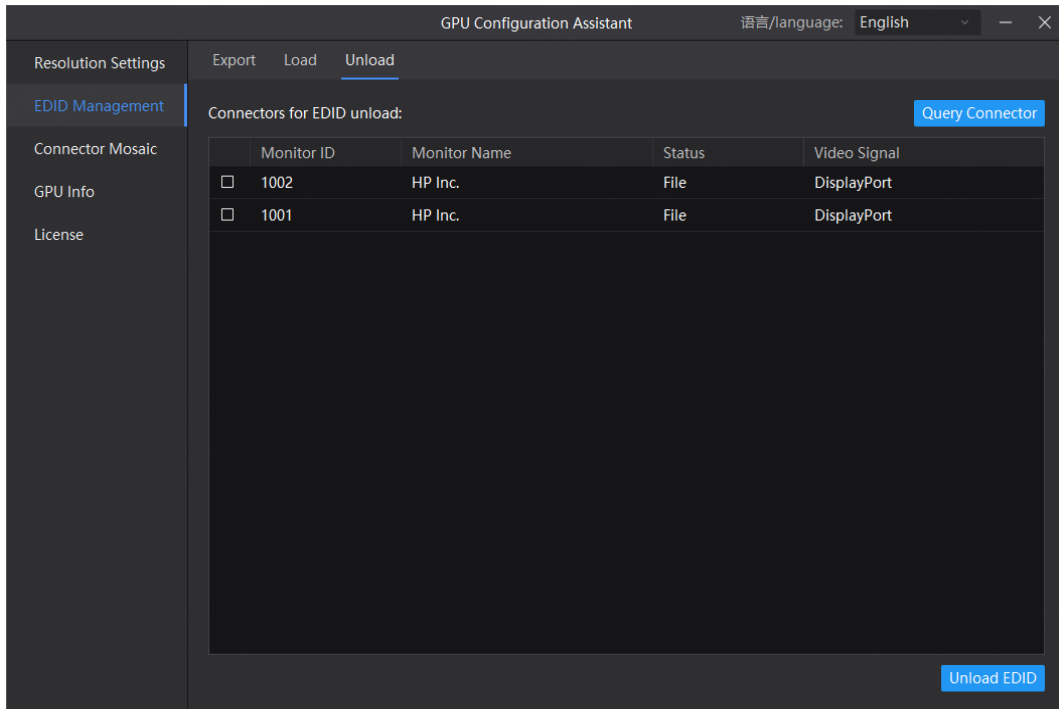 GPU Configuration Assistant 语言/language: English
Resolution Settings
EDID Management
Connector Mosaic
GPU Info
License
Export Load Unload
Connectors for EDID unload: Query Connector
Monitor ID Monitor Name Status Video Signal
1002 HP Inc. File DisplayPort
1001 HP Inc. File DisplayPort
Unload EDID